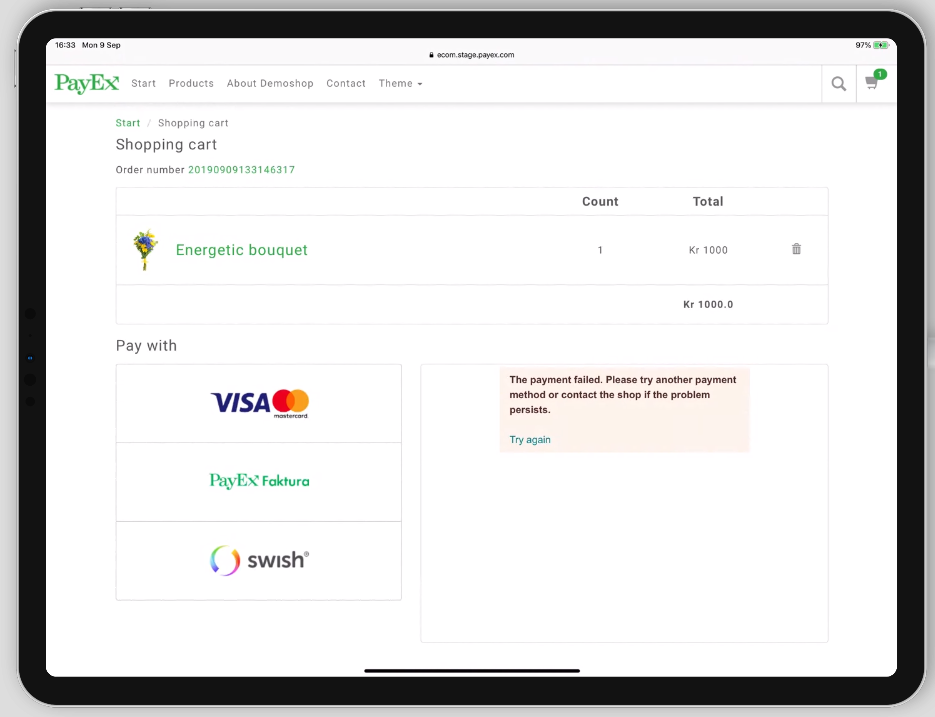 16:33 Mon 9 Sep
97%
ecom.stage.payex.com
PayEx Start Products About Demoshop Contact Theme
1
Start / Shopping cart
Shopping cart
Order number 20190909133146317
Count Total
Energetic bouquet 1 Kr 1000
Kr 1000.0
Pay with
VISA mastercard
PayEx Faktura
swish®
The payment failed. Please try another payment
method or contact the shop if the problem
persists.
Try again